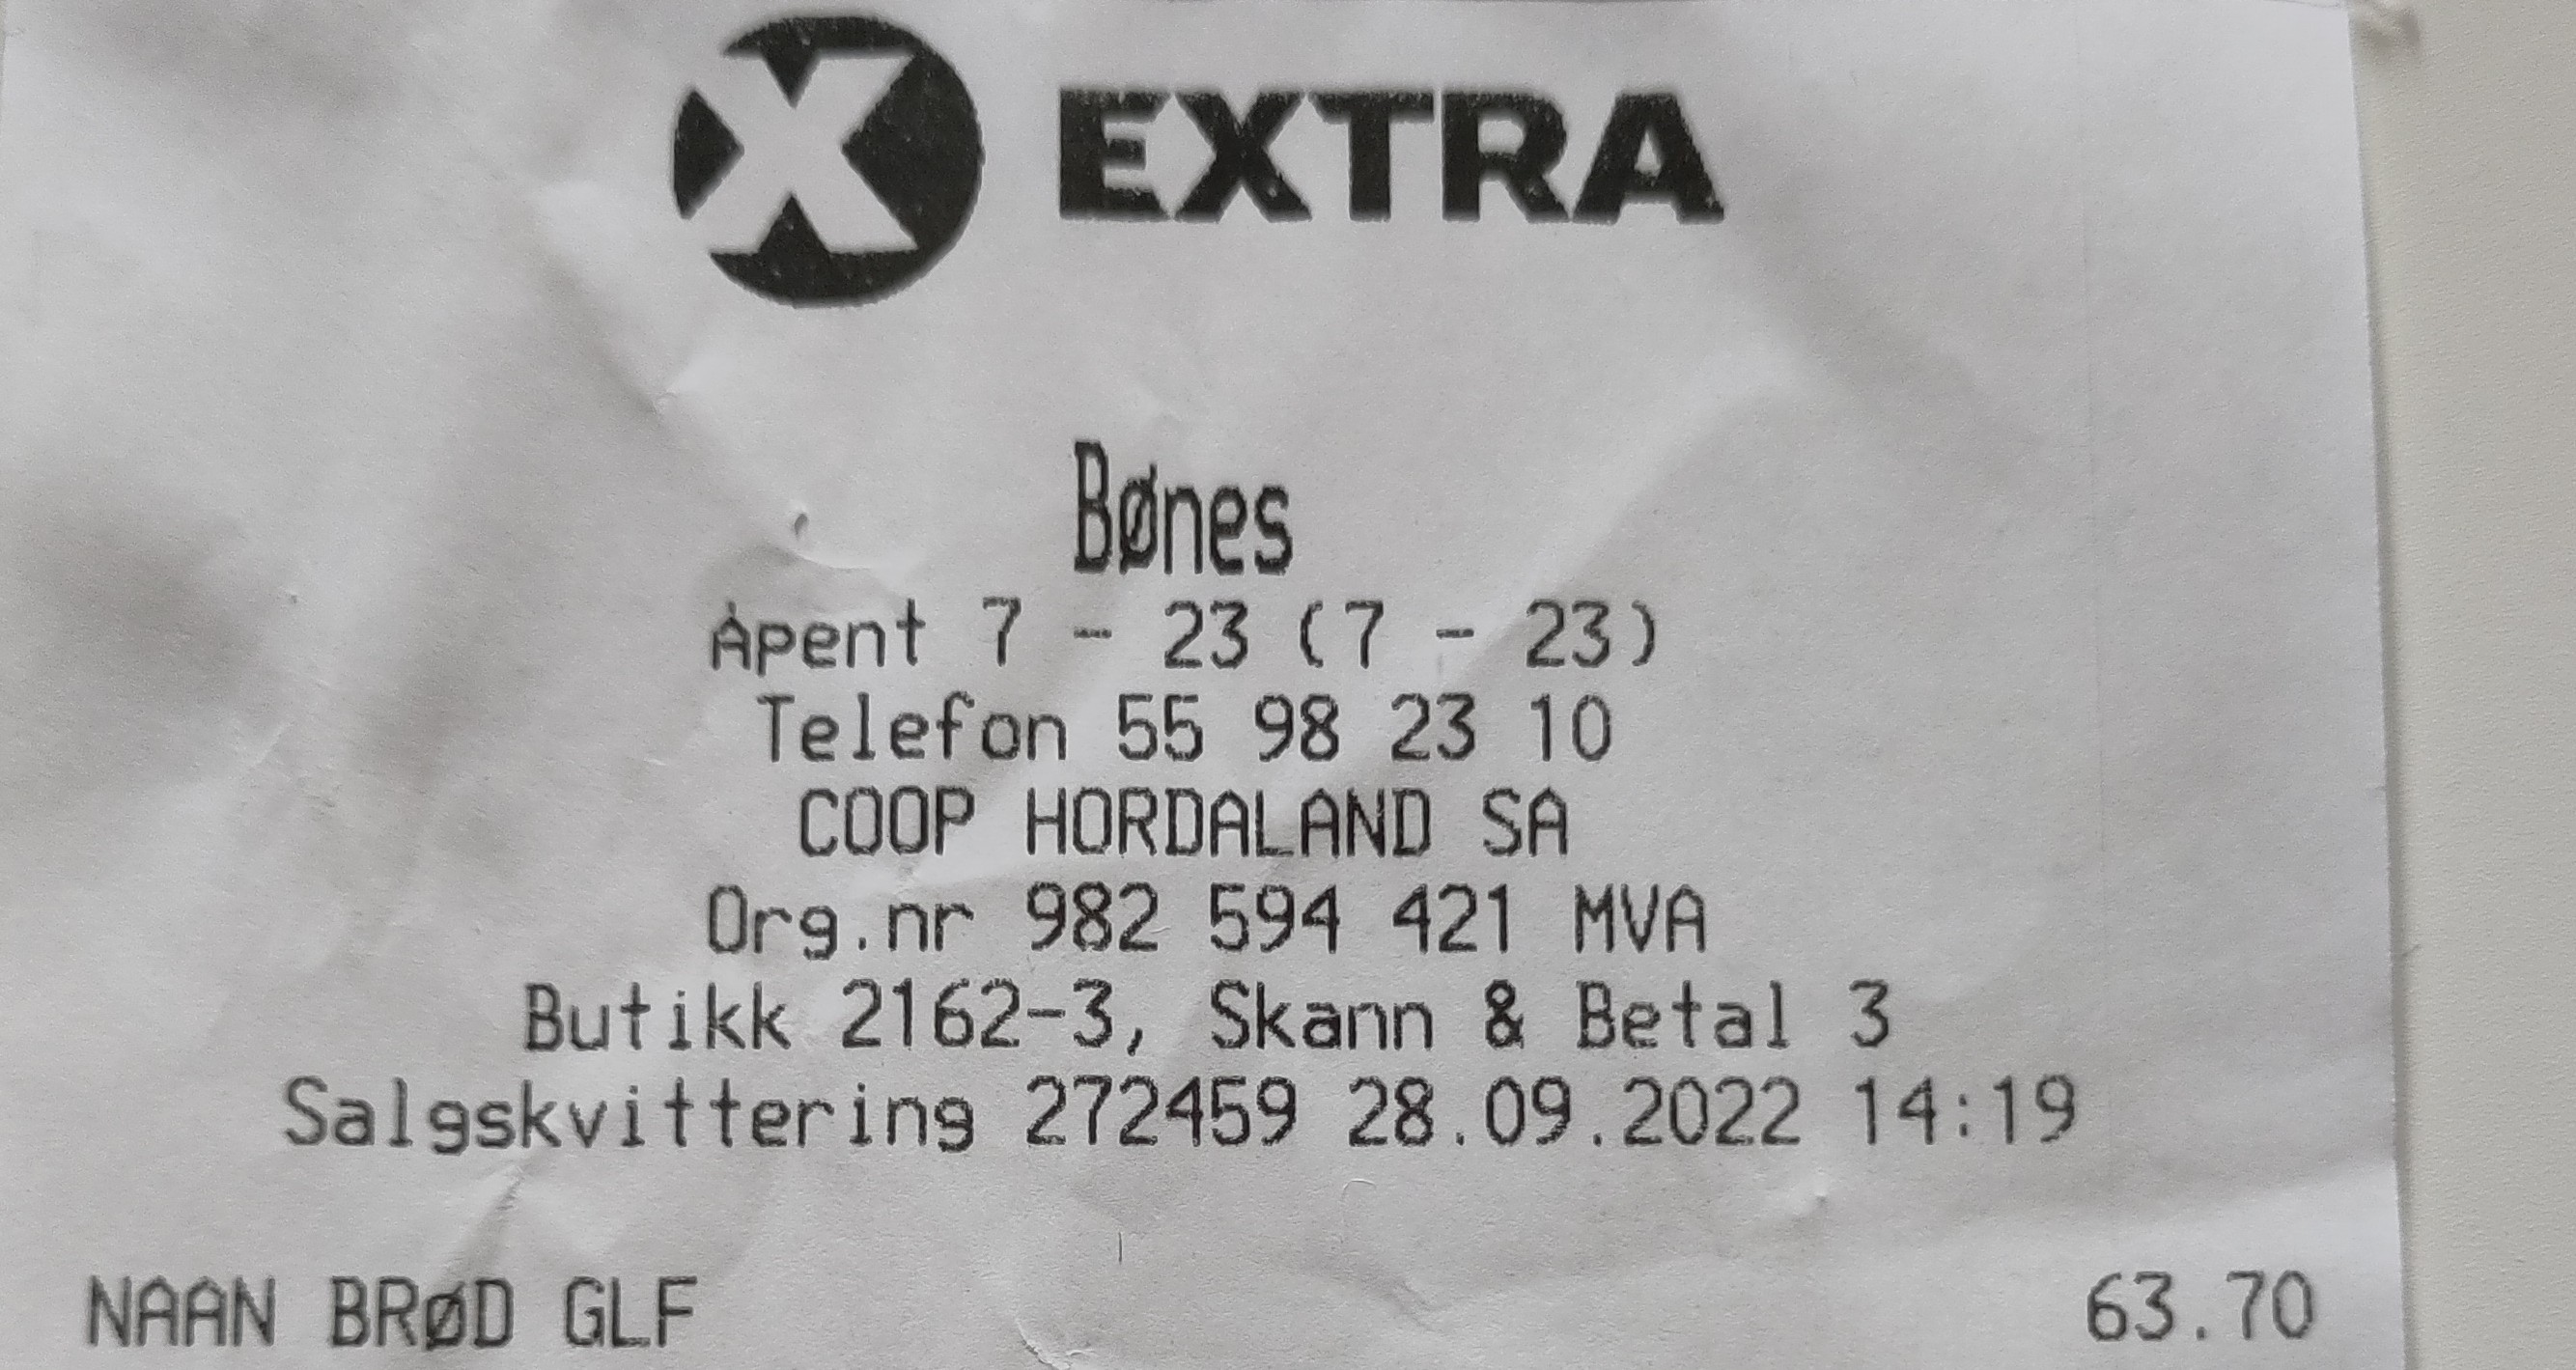 X EXTRA
Bønes
Åpent 7 - 23 (7 - 23)
Telefon 55 98 23 10
COOP HORDALAND SA
Org.nr 982 594 421 MVA
Butikk 2162-3, Skann & Betal 3
Salgskvittering 272459 28.09.2022 14:19
NAAN BRØD GLF 63.70